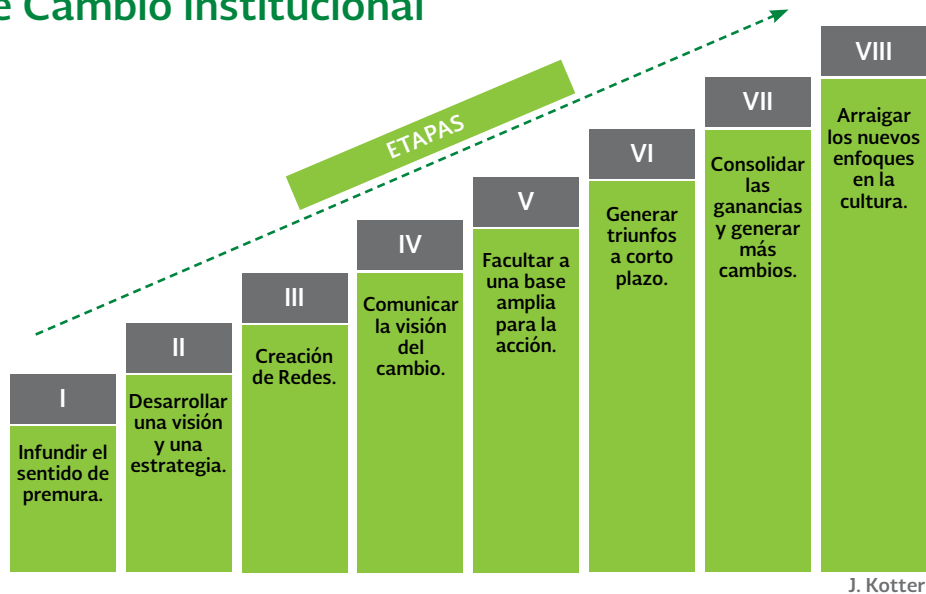 e Cambio Institucional
ETAPAS
I
Infundir el
sentido de
premura.
II
Desarrollar
una visión
y una
estrategia.
III
Creación
de Redes.
IV
Comunicar
la visión
del
cambio.
V
Facultar a
una base
amplia
para la
acción.
VI
Generar
triunfos
a corto
plazo.
VII
Consolidar
las
ganancias
y generar
más
cambios.
VIII
Arraigar
los nuevos
enfoques
en la
cultura.
J. Kotter